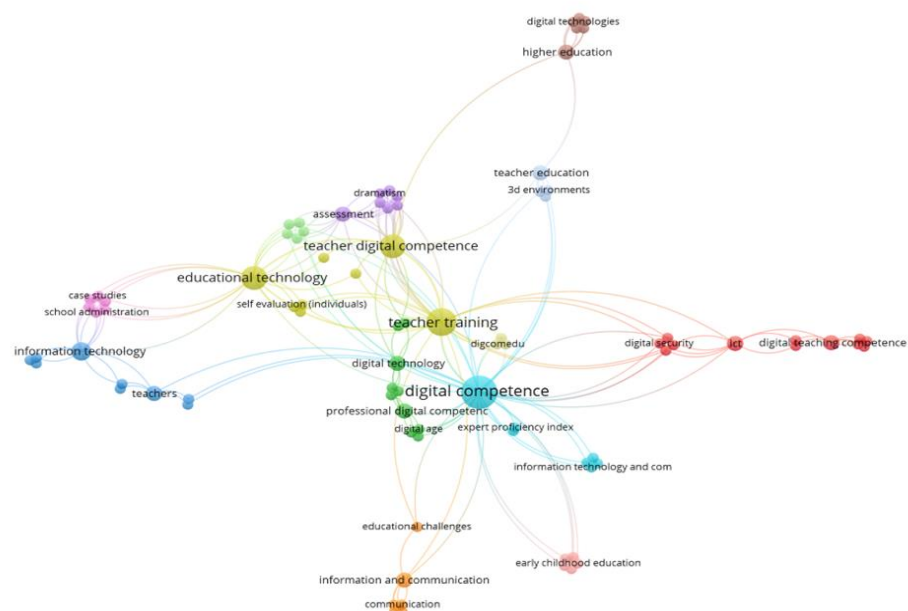 digital technologies
higher education
teacher education
3d environments
dramatism
assessment
teacher digital competence
educational technology
case studies
school administration
self evaluation (individuals)
teacher training
information technology
digcomedu
digital security
ict
digital teaching competence
digital technology
teachers
digital competence
professional digital competenc
digital age
expert proficiency index
information technology and com
educational challenges
early childhood education
information and communication
communication